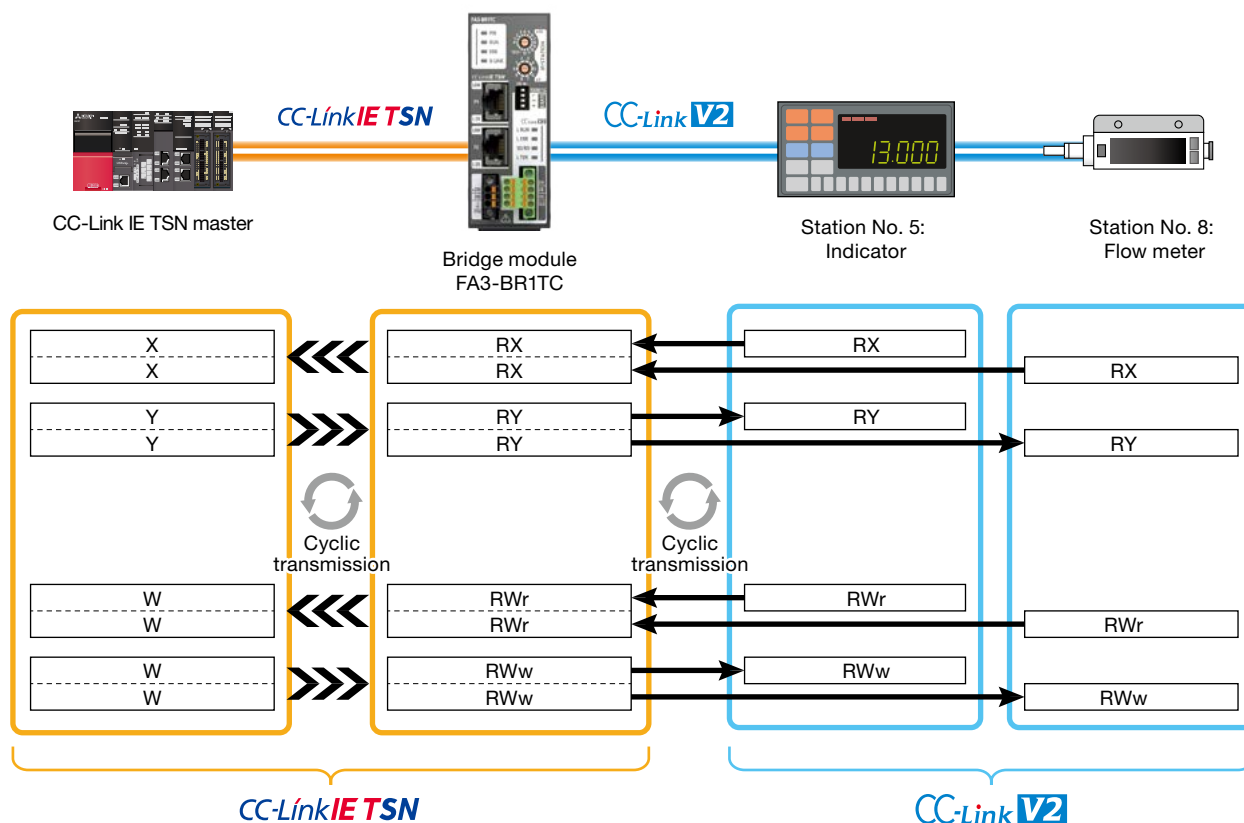 FA3-BR1TC
CC-Link IE TSN
CC-Link V2
13.000
CC-Link IE TSN master
Bridge module
FA3-BR1TC
Station No. 5:
Indicator
Station No. 8:
Flow meter
X
RX
RX
X
RX
RX
Y
RY
RY
Y
RY
RY
Cyclic
transmission
Cyclic
transmission
W
RWr
RWr
W
RWr
RWr
W
RWw
RWw
W
RWw
RWw
CC-Link IE TSN
CC-Link V2